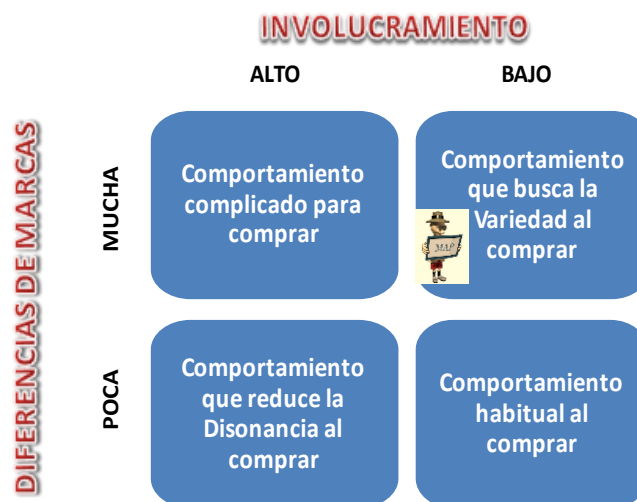 INVOLUCRAMIENTO
ALTO
BAJO
DIFERENCIAS DE MARCAS
MUCHA
Comportamiento
complicado para
comprar
Comportamiento
que busca la
Variedad al
comprar
MAP
POCA
Comportamiento
que reduce la
Disonancia al
comprar
Comportamiento
habitual al
comprar